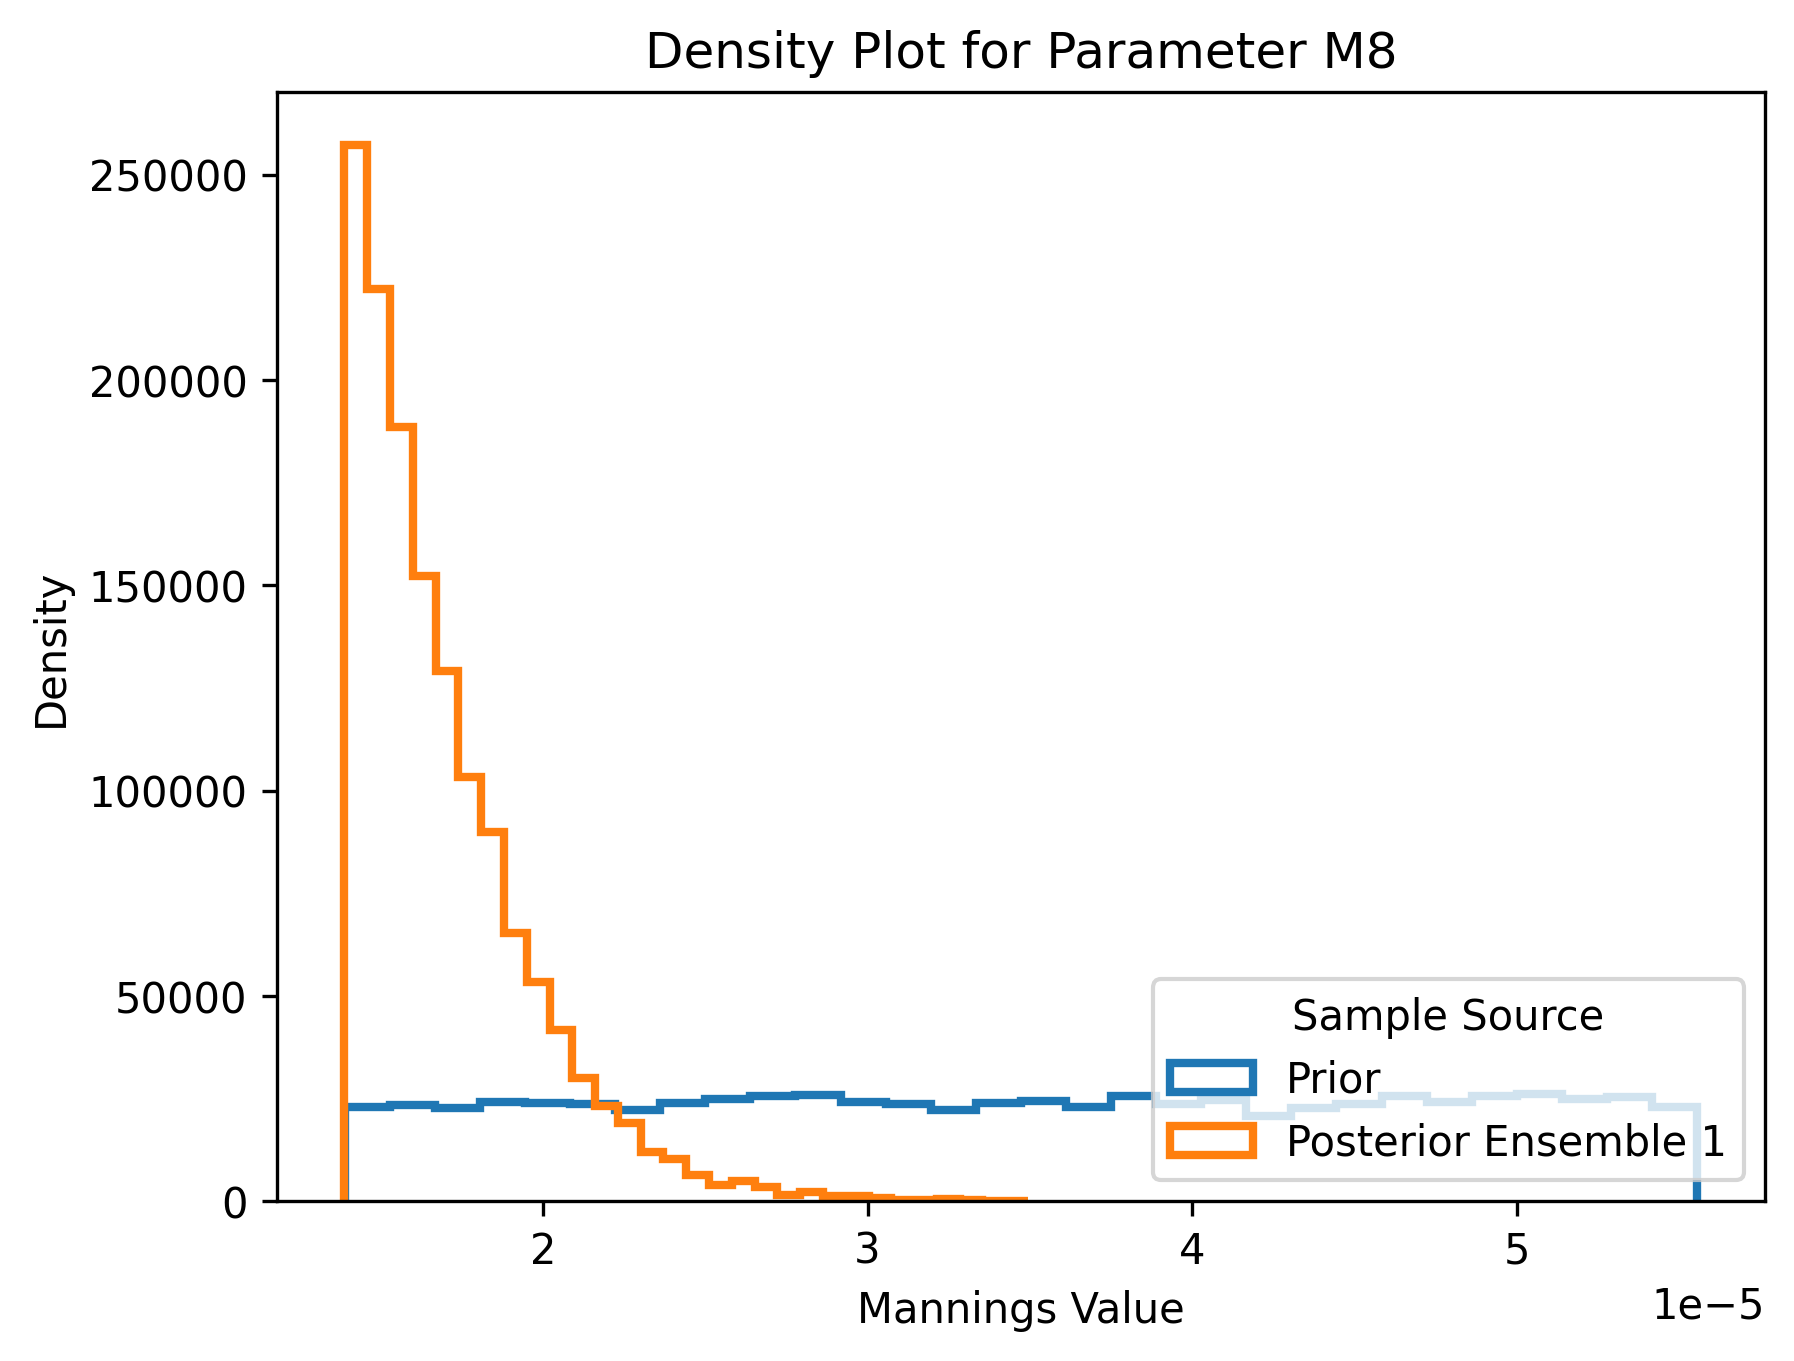 Density Plot for Parameter M8
250000
200000
150000
100000
50000
0
Density
2
3
4
5
1e−5
Mannings Value
Sample Source
Prior
Posterior Ensemble 1